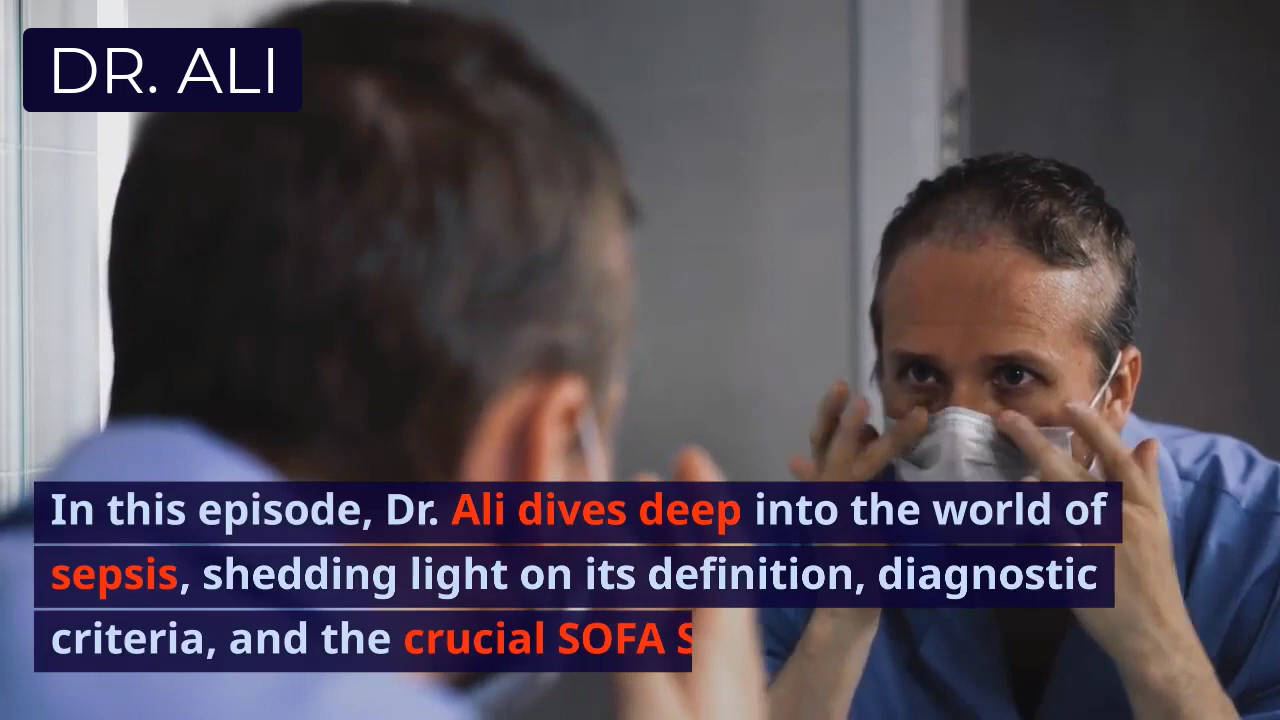 DR. ALI
In this episode, Dr. Ali dives deep into the world of
sepsis, shedding light on its definition, diagnostic
criteria, and the crucial SOFA S